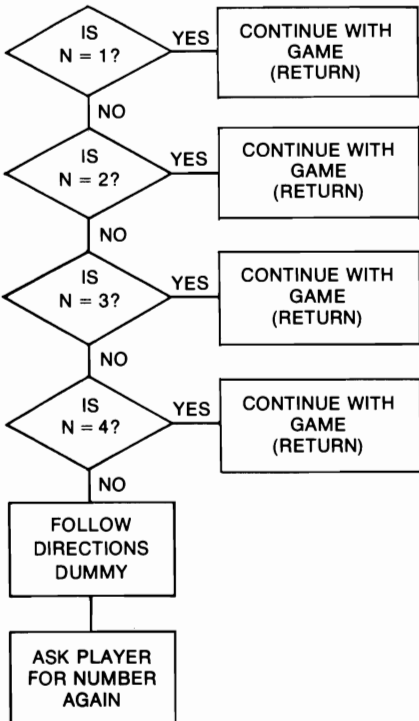 IS
N = 1?
YES
CONTINUE WITH
GAME
(RETURN)
NO
IS
N = 2?
YES
CONTINUE WITH
GAME
(RETURN)
NO
IS
N = 3?
YES
CONTINUE WITH
GAME
(RETURN)
NO
IS
N = 4?
YES
CONTINUE WITH
GAME
(RETURN)
NO
FOLLOW
DIRECTIONS
DUMMY
ASK PLAYER
FOR NUMBER
AGAIN